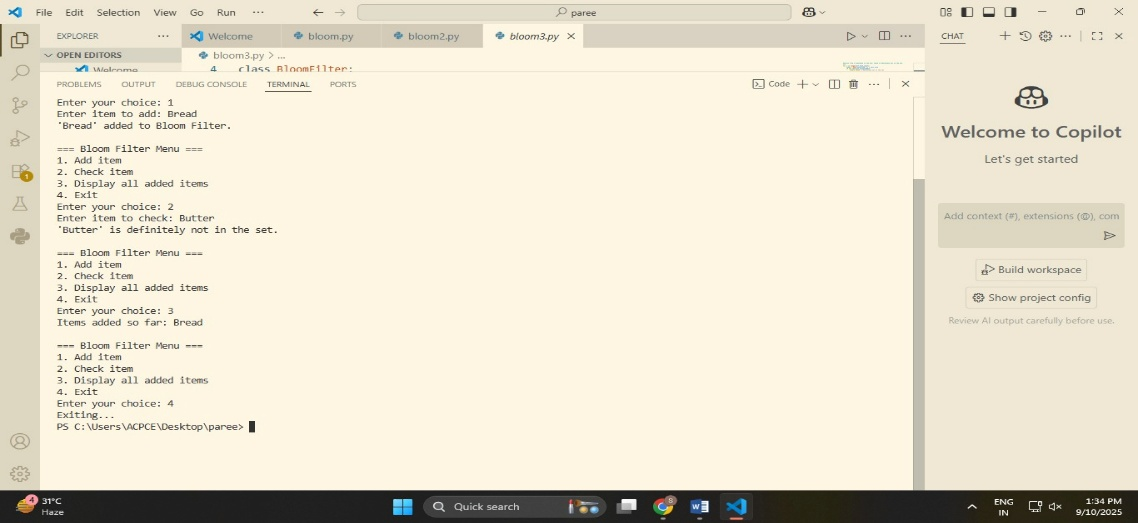 File Edit Selection View Go Run ··· paree
EXPLORER ··· Welcome bloom.py bloom2.py bloom3.py
OPEN EDITORS bloom3.py > ...
Welcome 4 class BloomFilter:
PROBLEMS OUTPUT DEBUG CONSOLE TERMINAL PORTS Code
Enter your choice: 1
Enter item to add: Bread
'Bread' added to Bloom Filter.
=== Bloom Filter Menu ===
1. Add item
2. Check item
3. Display all added items
4. Exit
Enter your choice: 2
Enter item to check: Butter
'Butter' is definitely not in the set.
=== Bloom Filter Menu ===
1. Add item
2. Check item
3. Display all added items
4. Exit
Enter your choice: 3
Items added so far: Bread
=== Bloom Filter Menu ===
1. Add item
2. Check item
3. Display all added items
4. Exit
Enter your choice: 4
Exiting...
PS C:\Users\ACPCE\Desktop\paree>
CHAT
Welcome to Copilot
Let's get started
Add context (#), extensions (@), com
Build workspace
Show project config
Review AI output carefully before use.
1
4
31°C
Haze
Quick search
ENG
IN
1:34 PM
9/10/2025